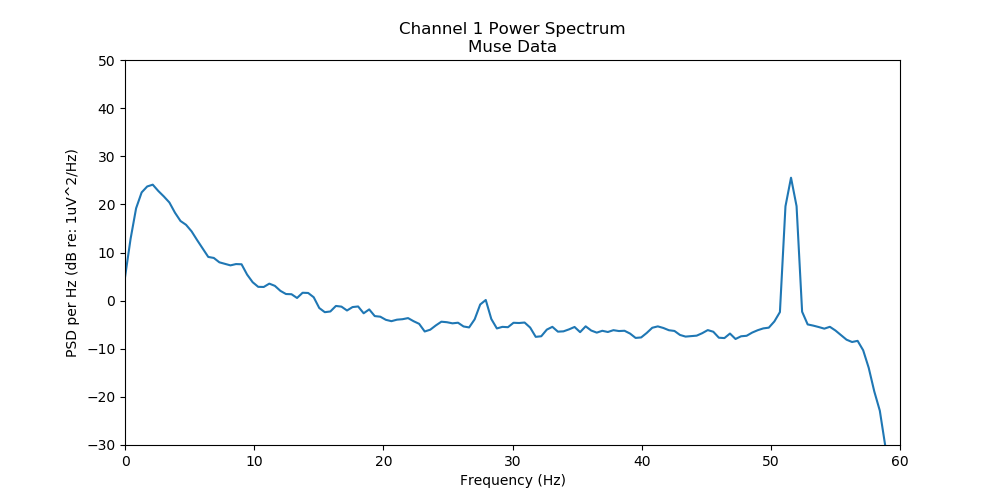 Channel 1 Power Spectrum
Muse Data
50
40
30
20
10
0
−10
−20
−30
PSD per Hz (dB re: 1uV^2/Hz)
0 10 20 30 40 50 60
Frequency (Hz)